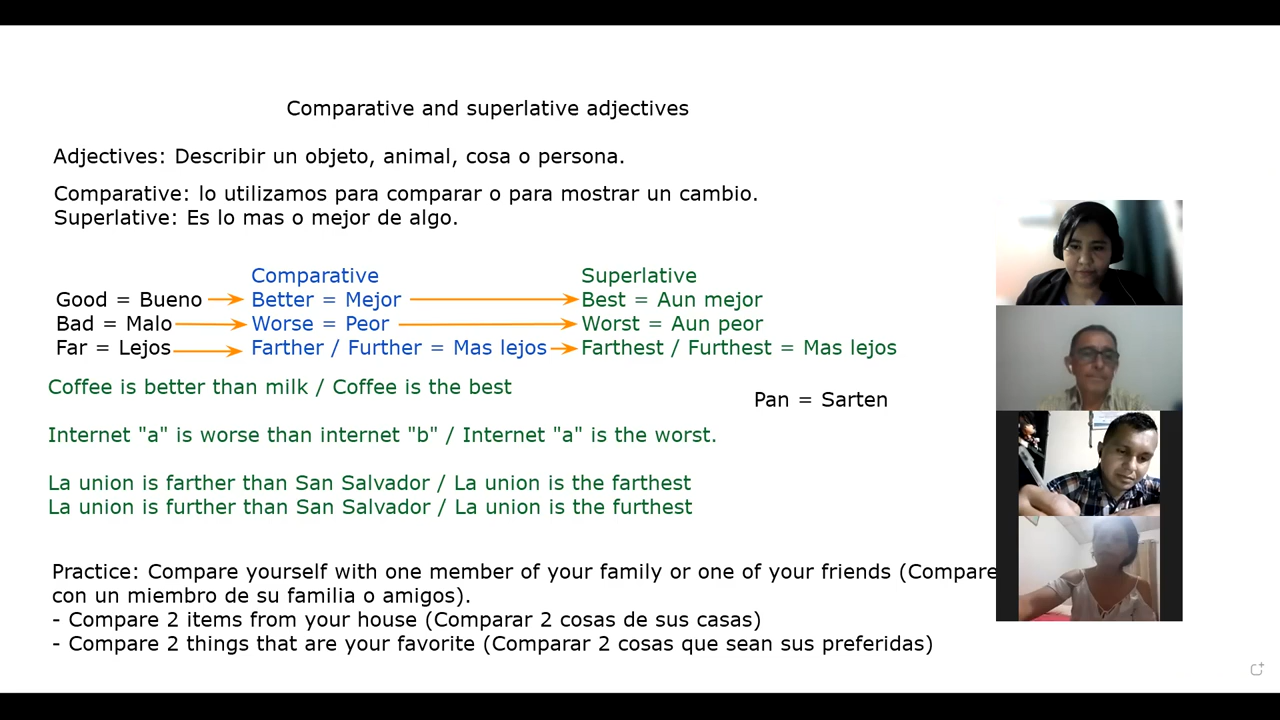 Comparative and superlative adjectives
Adjectives: Describir un objeto, animal, cosa o persona.
Comparative: lo utilizamos para comparar o para mostrar un cambio.
Superlative: Es lo mas o mejor de algo.
Comparative Superlative
Good = Bueno Better = Mejor Best = Aun mejor
Bad = Malo Worse = Peor Worst = Aun peor
Far = Lejos Farther / Further = Mas lejos Farthest / Furthest = Mas lejos
Coffee is better than milk / Coffee is the best
Pan = Sarten
Internet "a" is worse than internet "b" / Internet "a" is the worst.
La union is farther than San Salvador / La union is the farthest
La union is further than San Salvador / La union is the furthest
Practice: Compare yourself with one member of your family or one of your friends (Compare
con un miembro de su familia o amigos).
- Compare 2 items from your house (Comparar 2 cosas de sus casas)
- Compare 2 things that are your favorite (Comparar 2 cosas que sean sus preferidas)